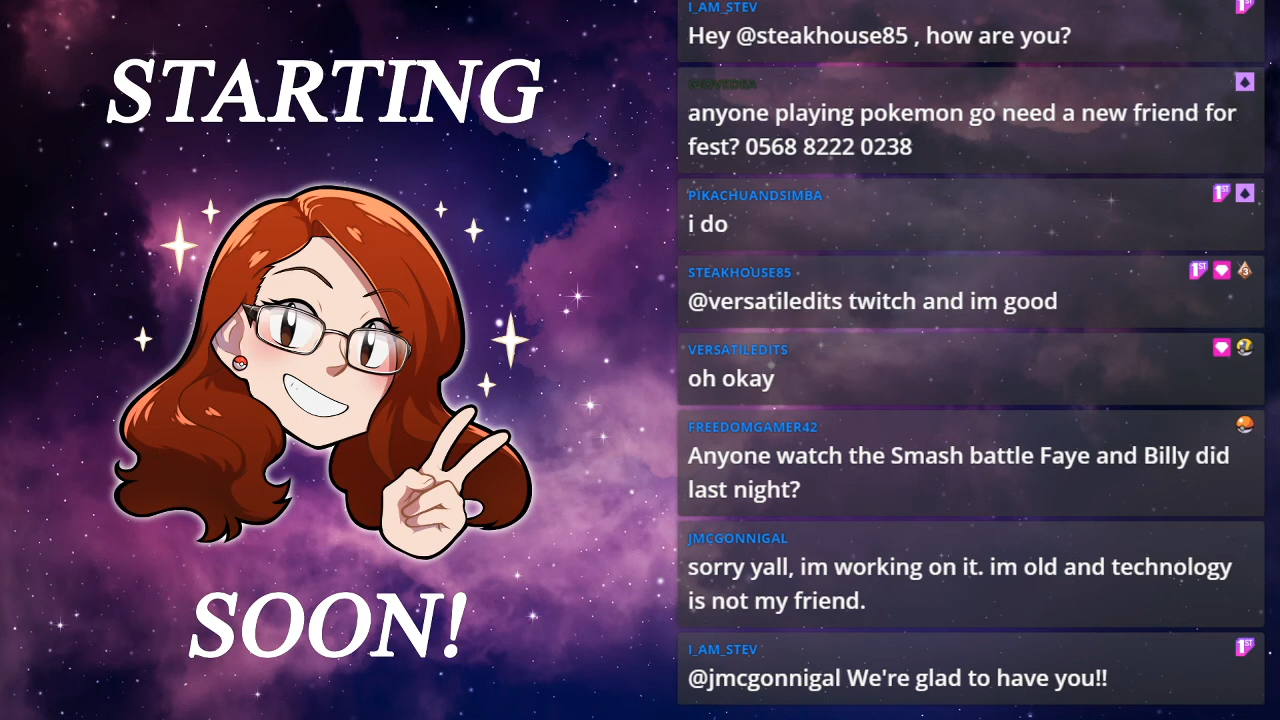 STARTING
SOON!
I_AM_STEV
Hey @steakhouse85 , how are you?
anyone playing pokemon go need a new friend for
fest? 0568 8222 0238
PIKACHUANDSIMBA
i do
STEAKHOUSE85
@versatiledits twitch and im good
VERSATILEDITS
oh okay
FREEDOMGAMER42
Anyone watch the Smash battle Faye and Billy did
last night?
JMCGONNIGAL
sorry yall, im working on it. im old and technology
is not my friend.
I_AM_STEV
@jmcgonnigal We're glad to have you!!